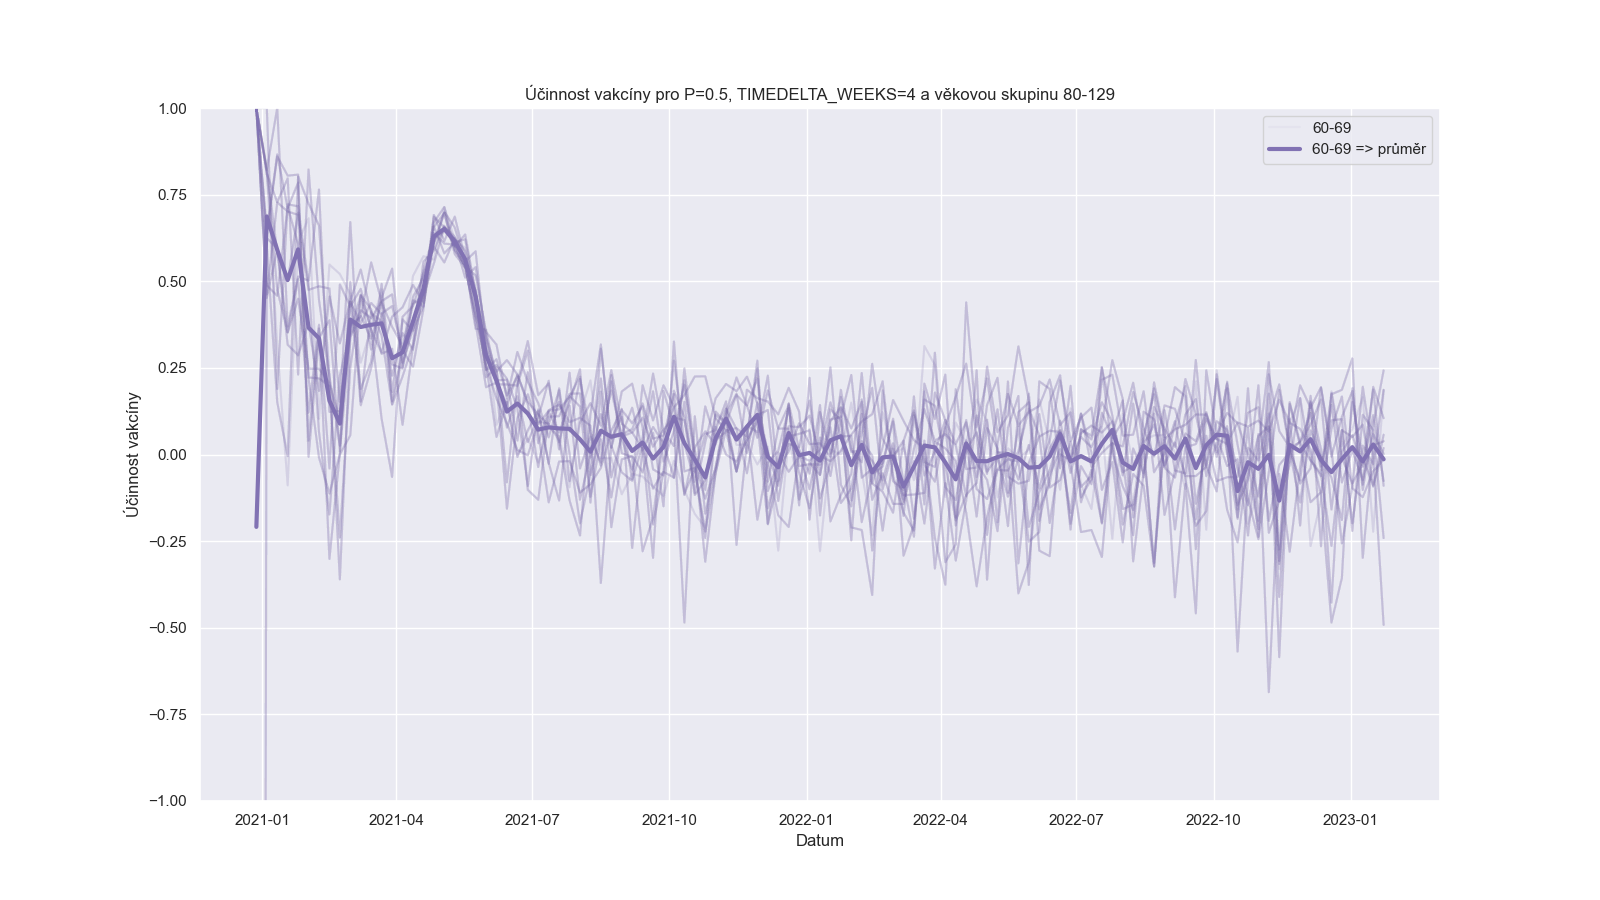 Účinnost vakcíny pro P=0.5, TIMEDELTA_WEEKS=4 a věkovou skupinu 80-129
60-69
60-69 => průměr
Účinnost vakcíny
1.00
0.75
0.50
0.25
0.00
−0.25
−0.50
−0.75
−1.00
2021-01 2021-04 2021-07 2021-10 2022-01 2022-04 2022-07 2022-10 2023-01
Datum